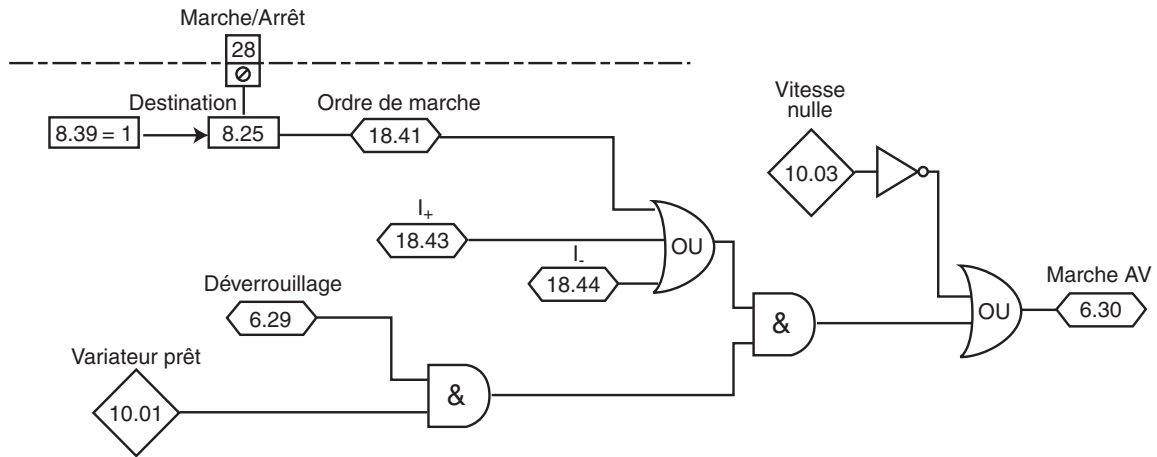 Marche/Arrêt
28
Destination
Ordre de marche
8.39 = 1
8.25
18.41
Vitesse
nulle
10.03
I+
18.43
OU
I-
18.44
Déverrouillage
6.29
&
OU
Marche AV
6.30
Variateur prêt
10.01
&